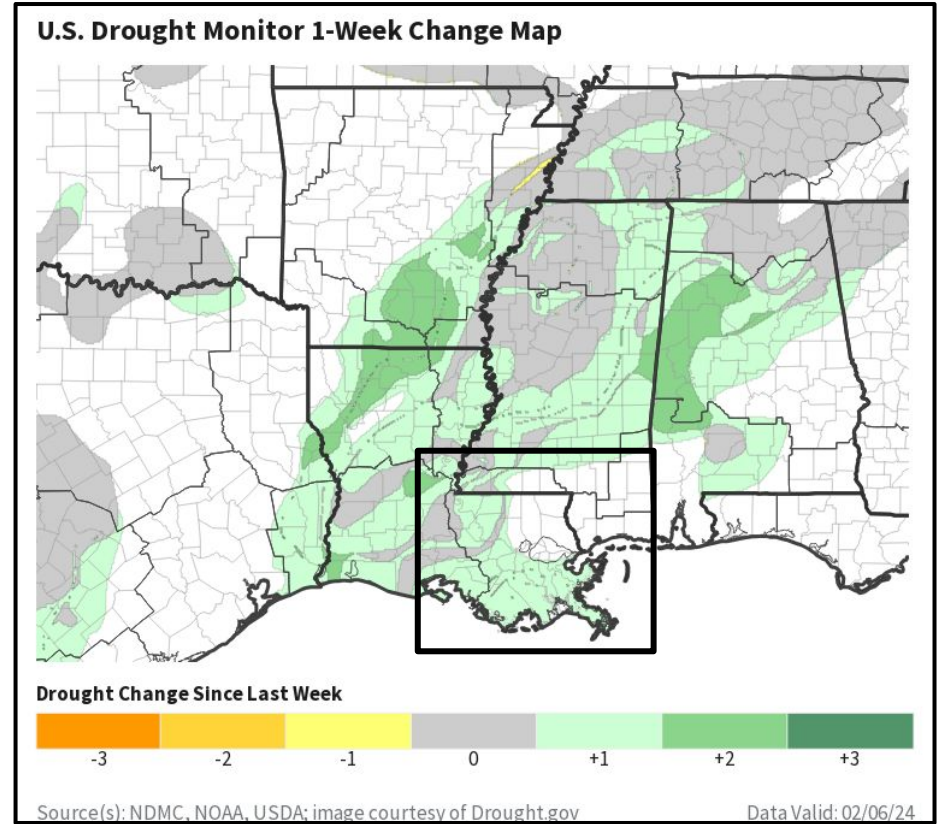 U.S. Drought Monitor 1-Week Change Map
Drought Change Since Last Week
-3 -2 -1 0 +1 +2 +3
Source(s): NDMC, NOAA, USDA; image courtesy of Drought.gov Data Valid: 02/06/24